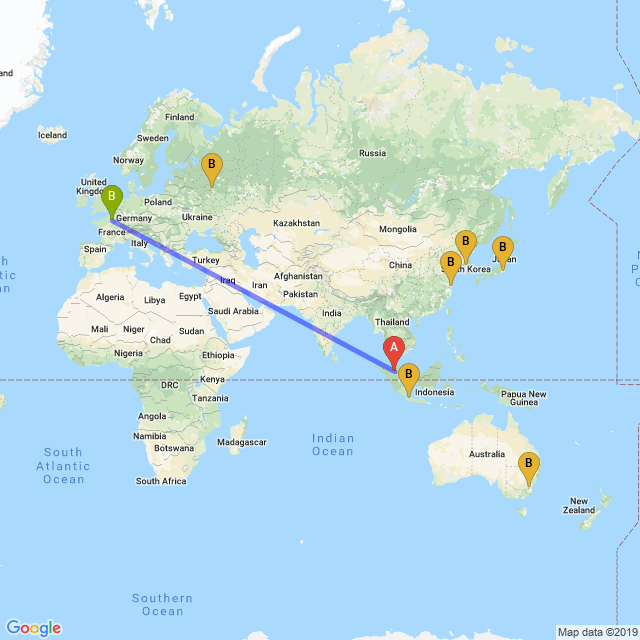 Iceland
Finland
Sweden
Norway
Russia
United
Kingdom
Poland
Germany
Ukraine
France
Kazakhstan
Mongolia
Italy
Spain
Turkey
South Korea
Japan
China
Afghanistan
Iraq
Iran
Pakistan
Algeria
Libya
Egypt
Saudi Arabia
India
Thailand
Mali
Niger
Sudan
Chad
Nigeria
Ethiopia
DRC
Kenya
Tanzania
Indonesia
Papua New
Guinea
Angola
Namibia
Botswana
Madagascar
South Africa
Indian
Ocean
South
Atlantic
Ocean
Australia
New
Zealand
Southern
Ocean
A
B
B
B
B
B
B
B
Google
Map data ©2019